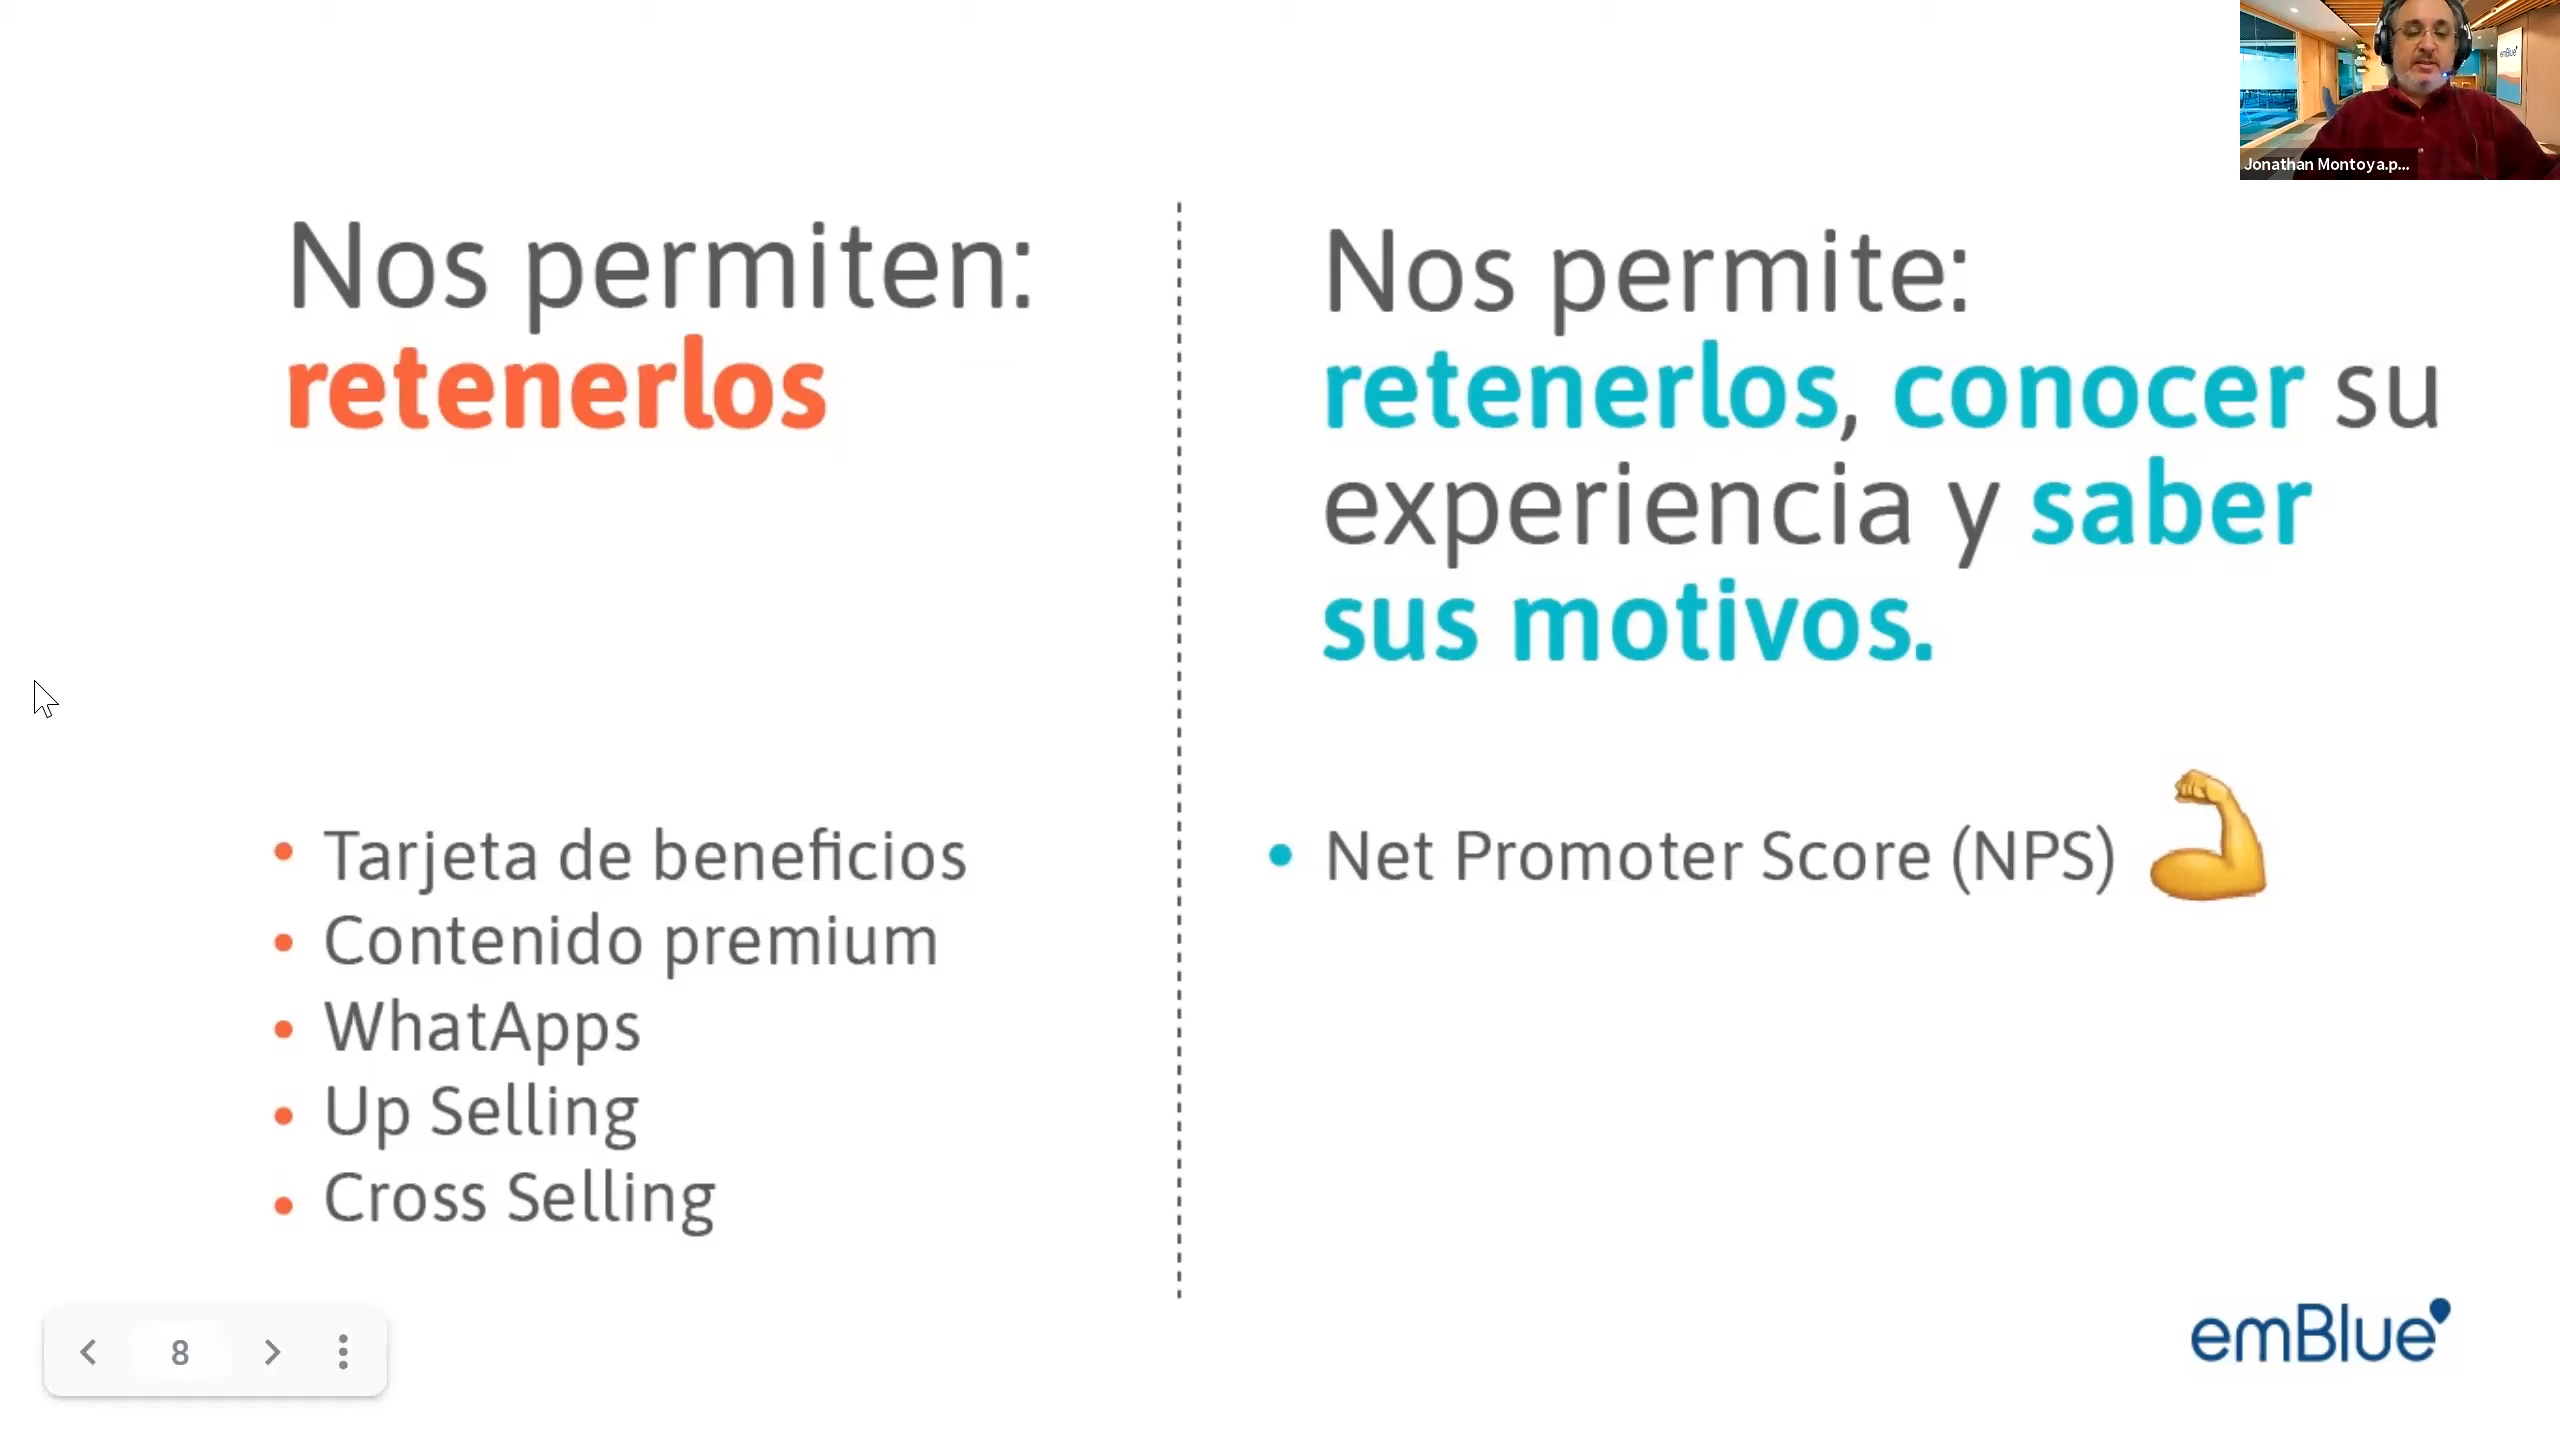 emBlue
Jonathan Montoya.p...
Nos permiten:
retenerlos
• Tarjeta de beneficios
• Contenido premium
• WhatApps
• Up Selling
• Cross Selling
Nos permite:
retenerlos, conocer su
experiencia y saber
sus motivos.
• Net Promoter Score (NPS)
8
emBlue